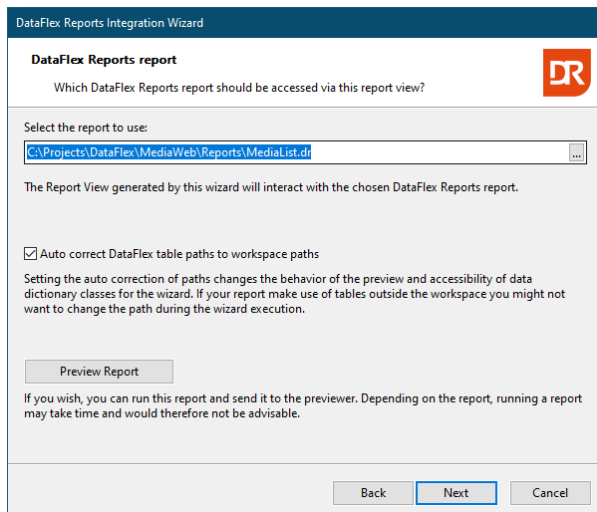 DataFlex Reports Integration Wizard
DataFlex Reports report
Which DataFlex Reports report should be accessed via this report view?
DR
Select the report to use:
C:\Projects\DataFlex\MediaWeb\Reports\MediaList.dr
...
The Report View generated by this wizard will interact with the chosen DataFlex Reports report.
Auto correct DataFlex table paths to workspace paths
Setting the auto correction of paths changes the behavior of the preview and accessibility of data
dictionary classes for the wizard. If your report make use of tables outside the workspace you might not
want to change the path during the wizard execution.
Preview Report
If you wish, you can run this report and send it to the previewer. Depending on the report, running a report
may take time and would therefore not be advisable.
Back Next Cancel